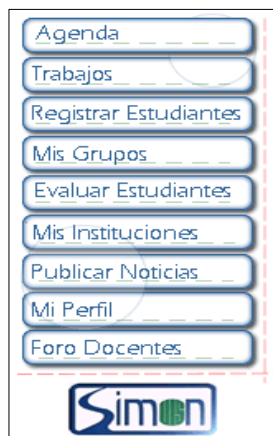 Agenda
Trabajos
Registrar Estudiantes
Mis Grupos
Evaluar Estudiantes
Mis Instituciones
Publicar Noticias
Mi Perfil
Foro Docentes
Simon